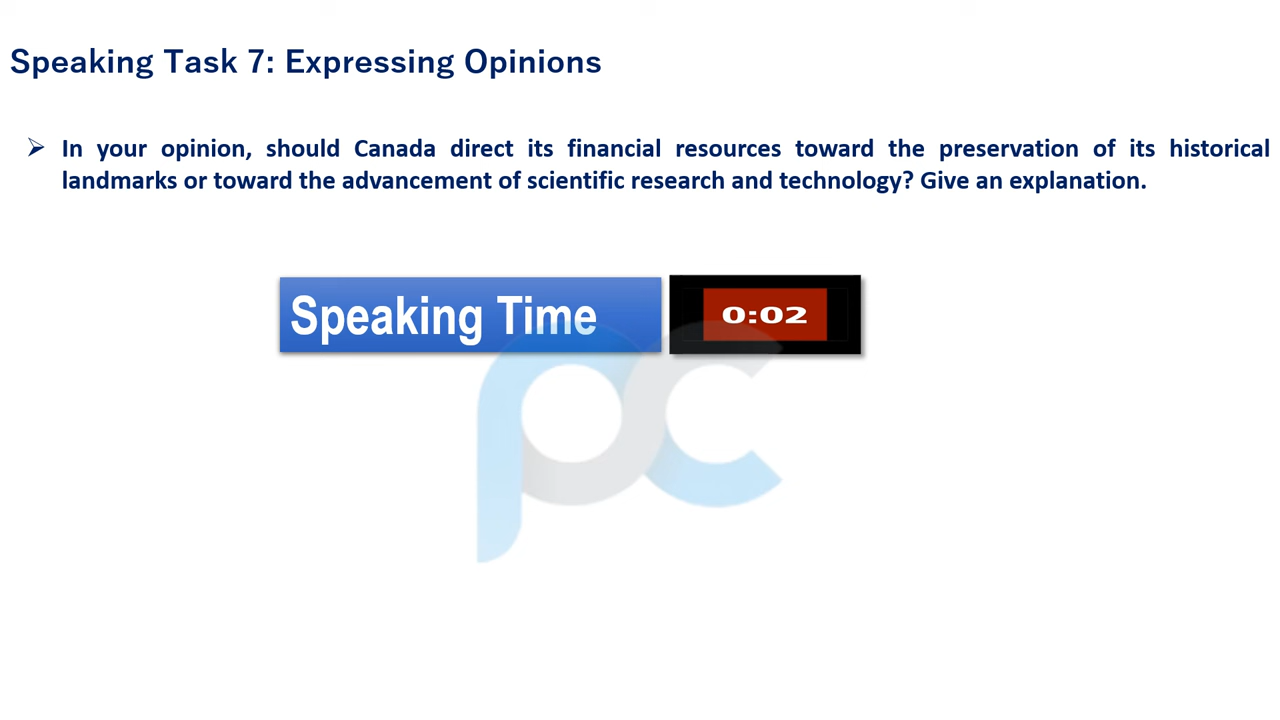 Speaking Task 7: Expressing Opinions
In your opinion, should Canada direct its financial resources toward the preservation of its historical
landmarks or toward the advancement of scientific research and technology? Give an explanation.
Speaking Time
0:02
pc